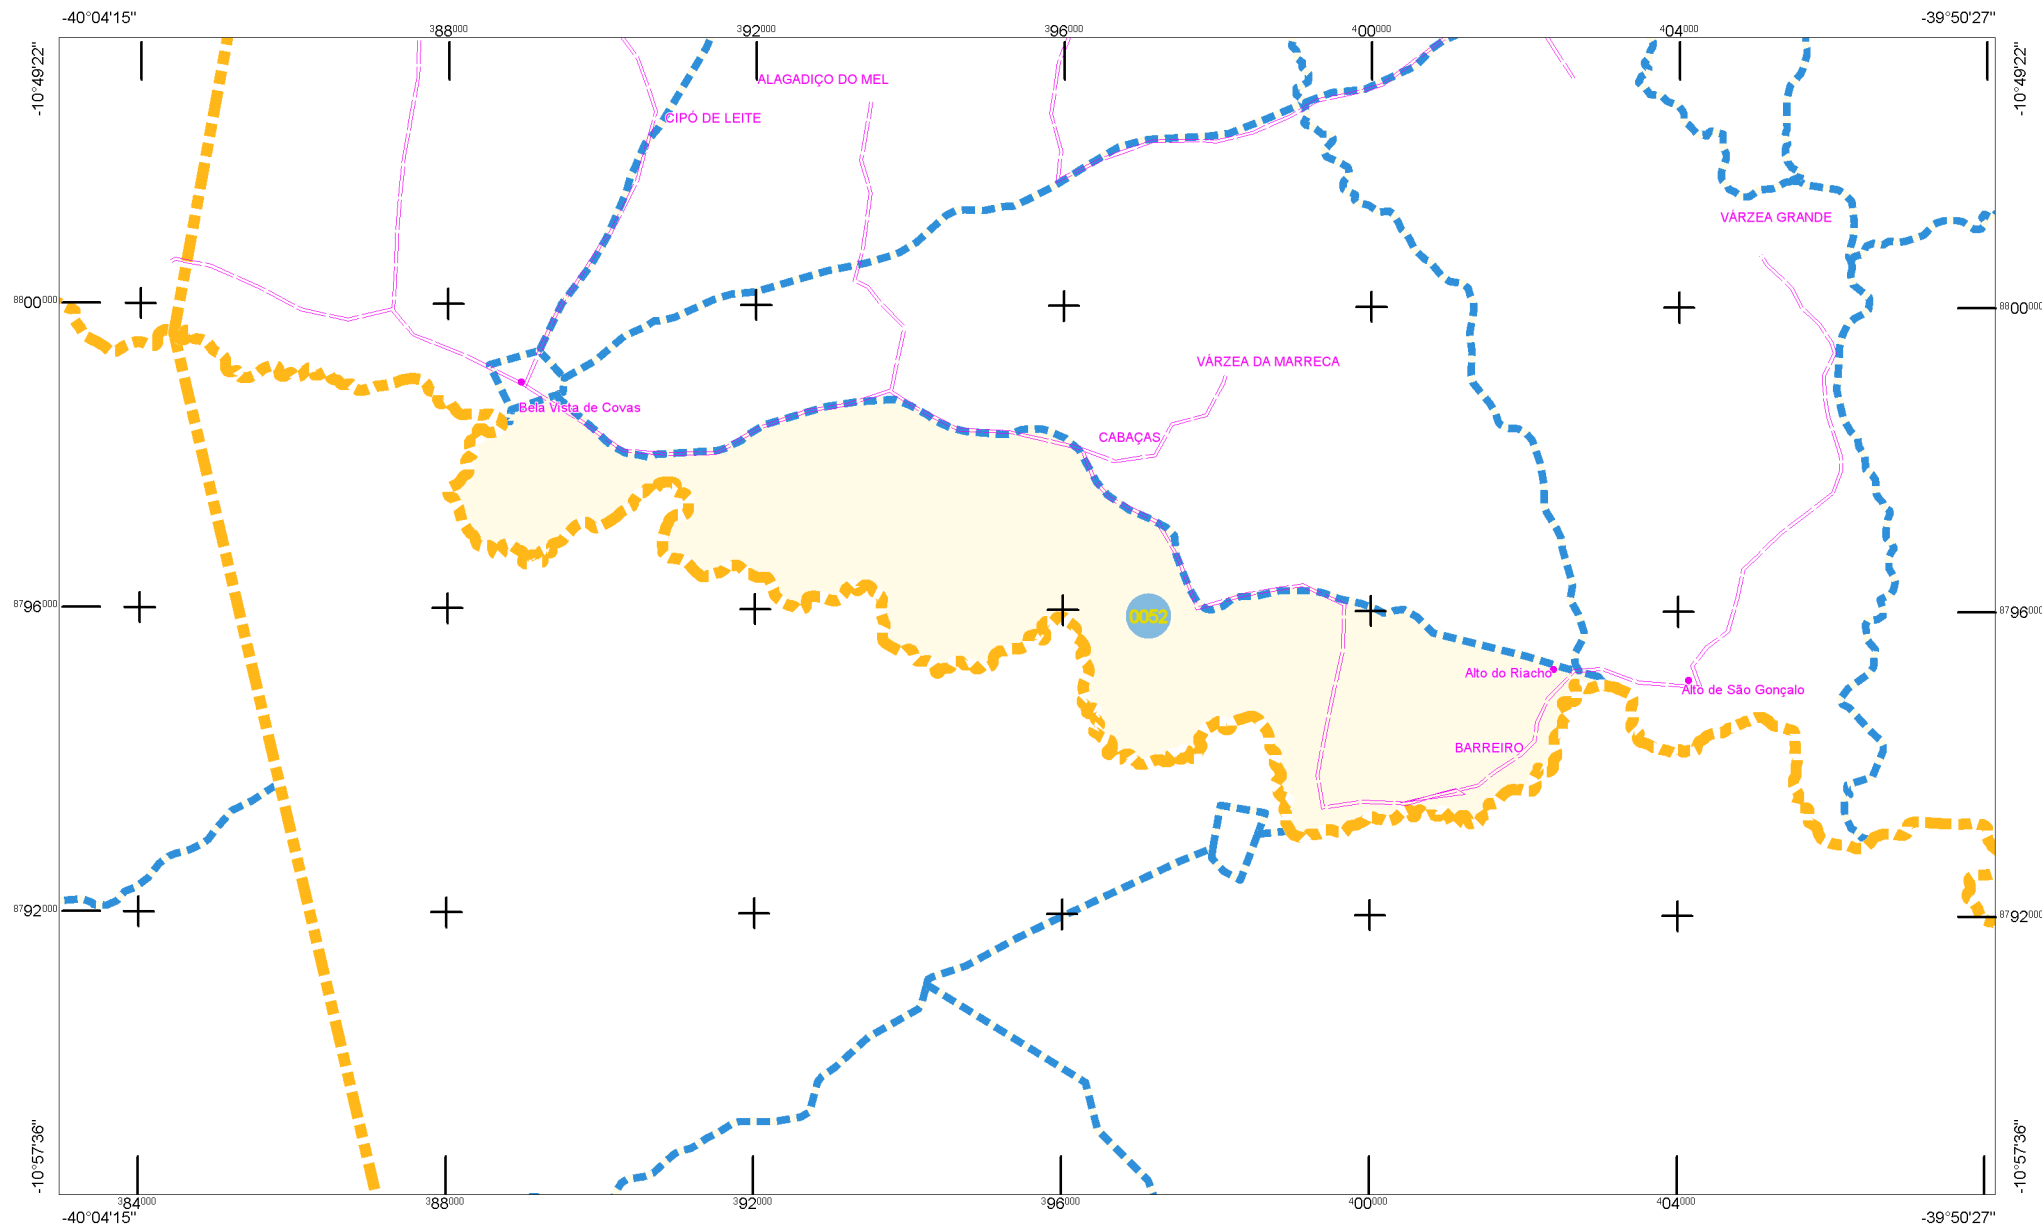 -40°04'15" -39°50'27"
388000 392000 396000 400000 404000
-10°49'22" -10°49'22"
ALAGADIÇO DO MEL
CIPÓ DE LEITE
VÁRZEA GRANDE
8800000 8800000
VÁRZEA DA MARRECA
Bela Vista de Covas
CABAÇAS
8796000 8796000
0052
Alto do Riacho
Alto de São Gonçalo
BARREIRO
8792000 8792000
-10°57'36" -10°57'36"
384000 388000 392000 396000 400000 404000
-40°04'15" -39°50'27"